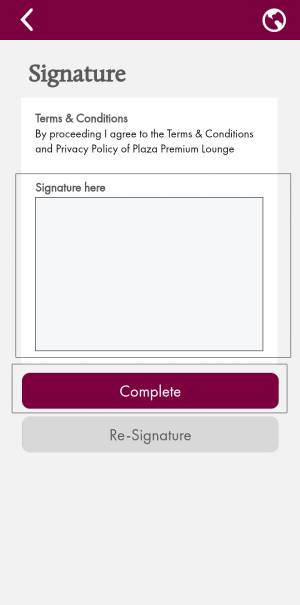 Signature
Terms & Conditions
By proceeding I agree to the Terms & Conditions
and Privacy Policy of Plaza Premium Lounge
Signature here
Complete
Re-Signature